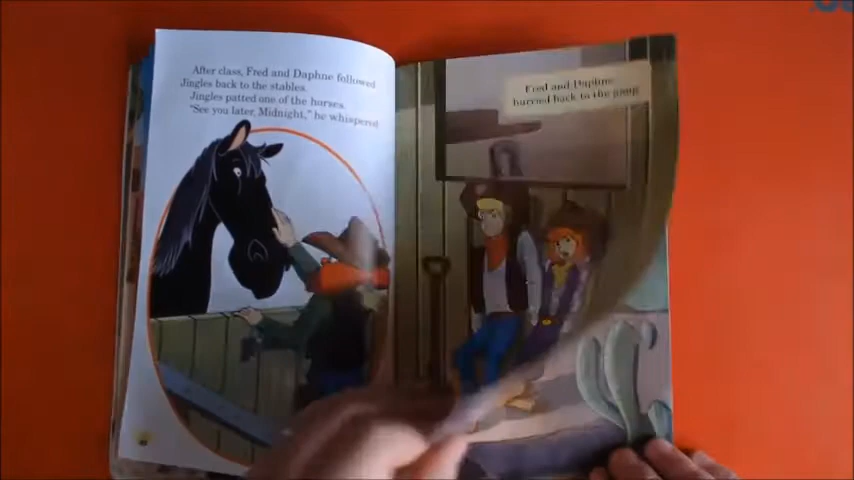 After class, Fred and Daphne followed
Jingles back to the stables.
Jingles patted one of the horses.
"See you later, Midnight," he whispered
Fred and Daphne
hurried back to the